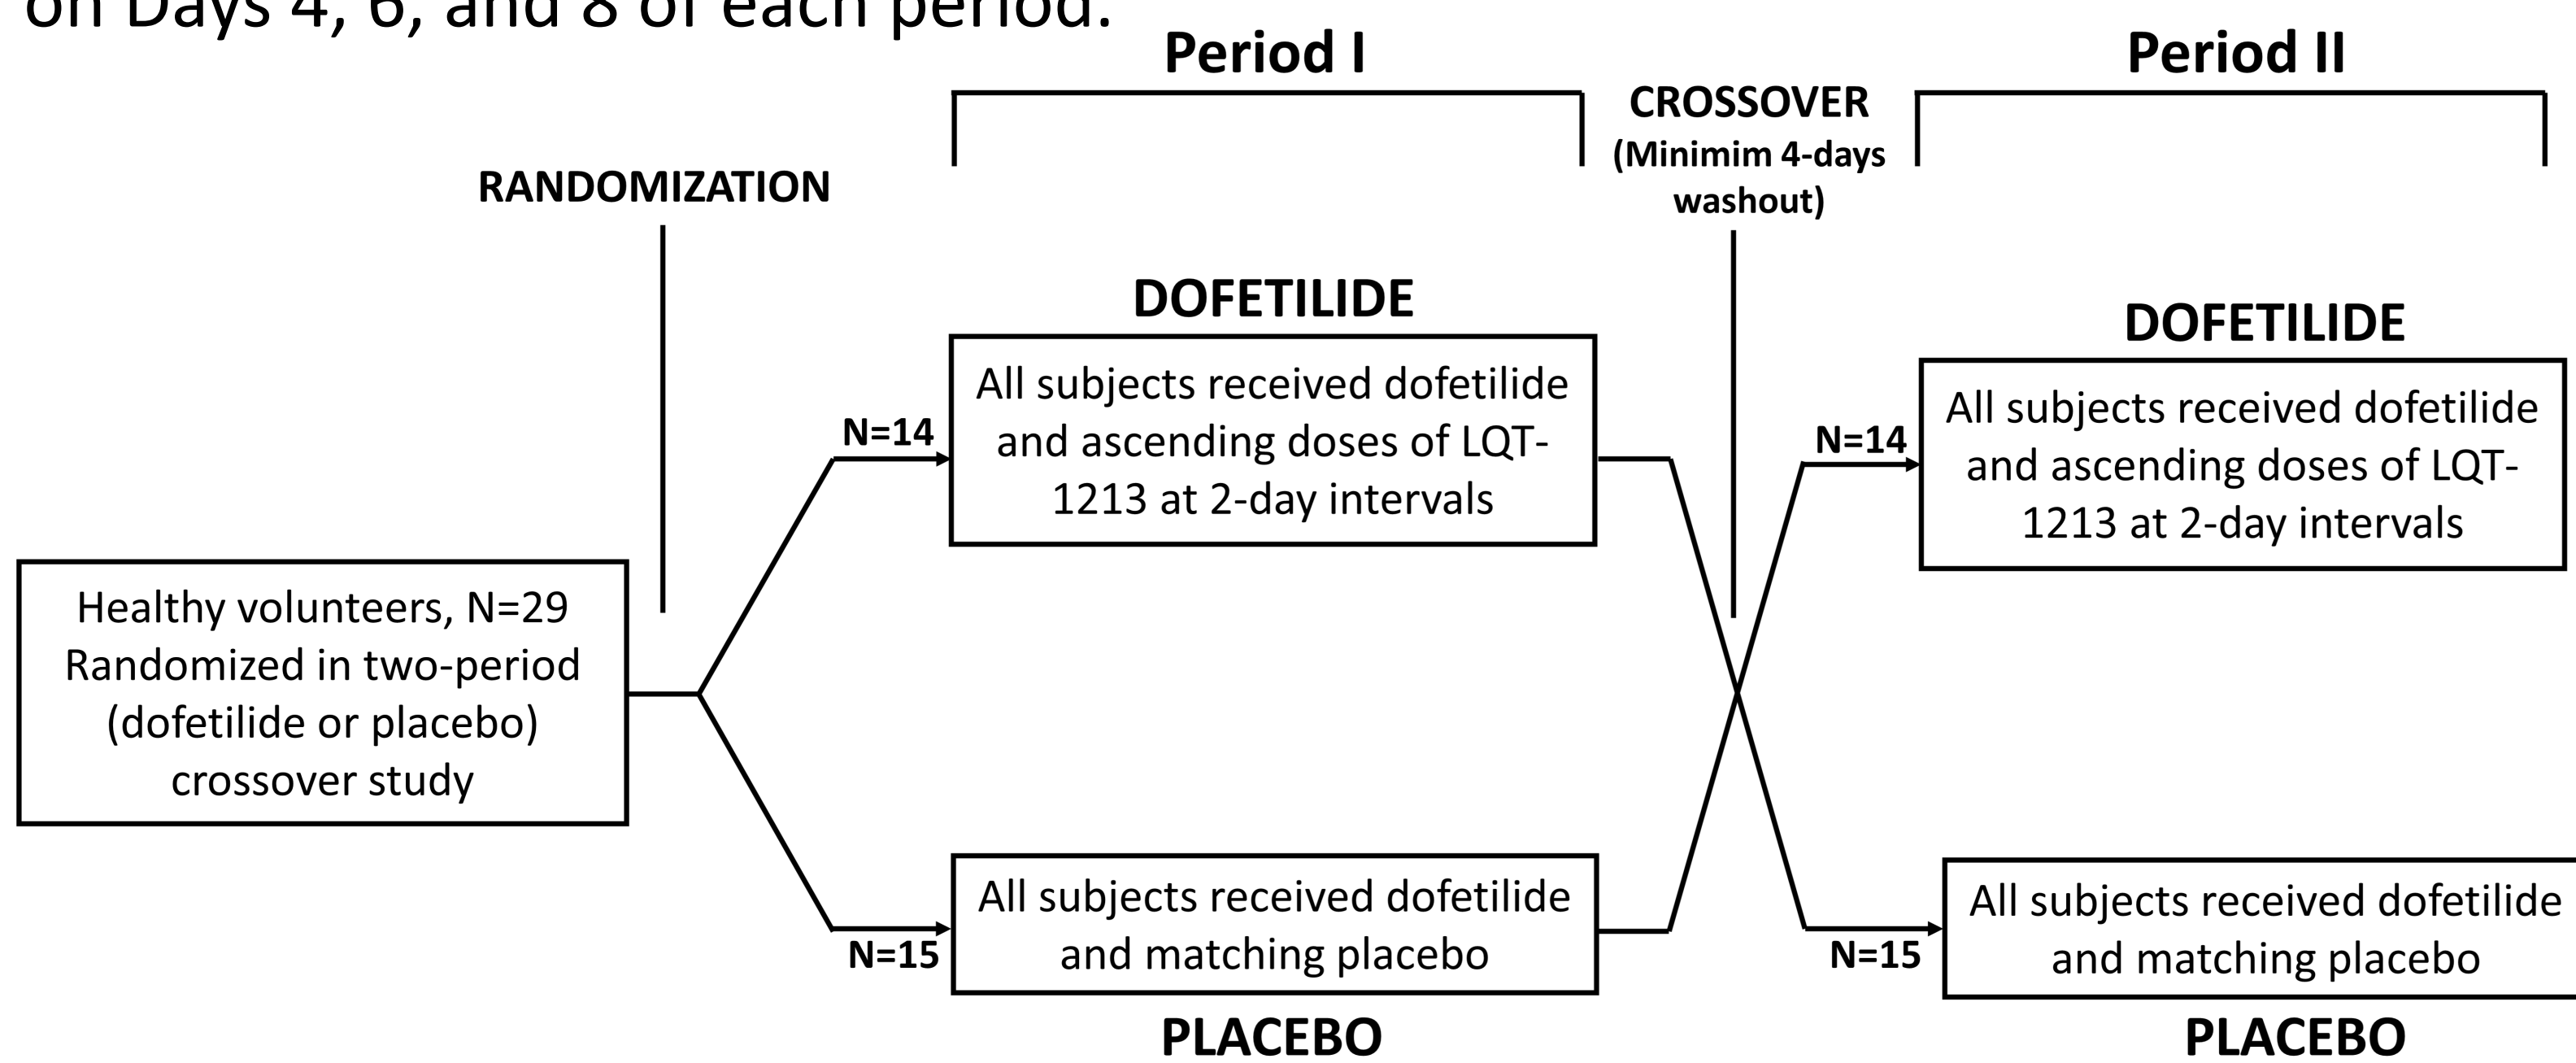 on Days 4, 6, and 8 of each period.
Period I
Period II
CROSSOVER
(Minimim 4-days
washout)
RANDOMIZATION
DOFETILIDE
All subjects received dofetilide
and ascending doses of LQT-
1213 at 2-day intervals
DOFETILIDE
All subjects received dofetilide
and ascending doses of LQT-
1213 at 2-day intervals
N=14
N=14
Healthy volunteers, N=29
Randomized in two-period
(dofetilide or placebo)
crossover study
N=15
All subjects received dofetilide
and matching placebo
PLACEBO
N=15
All subjects received dofetilide
and matching placebo
PLACEBO